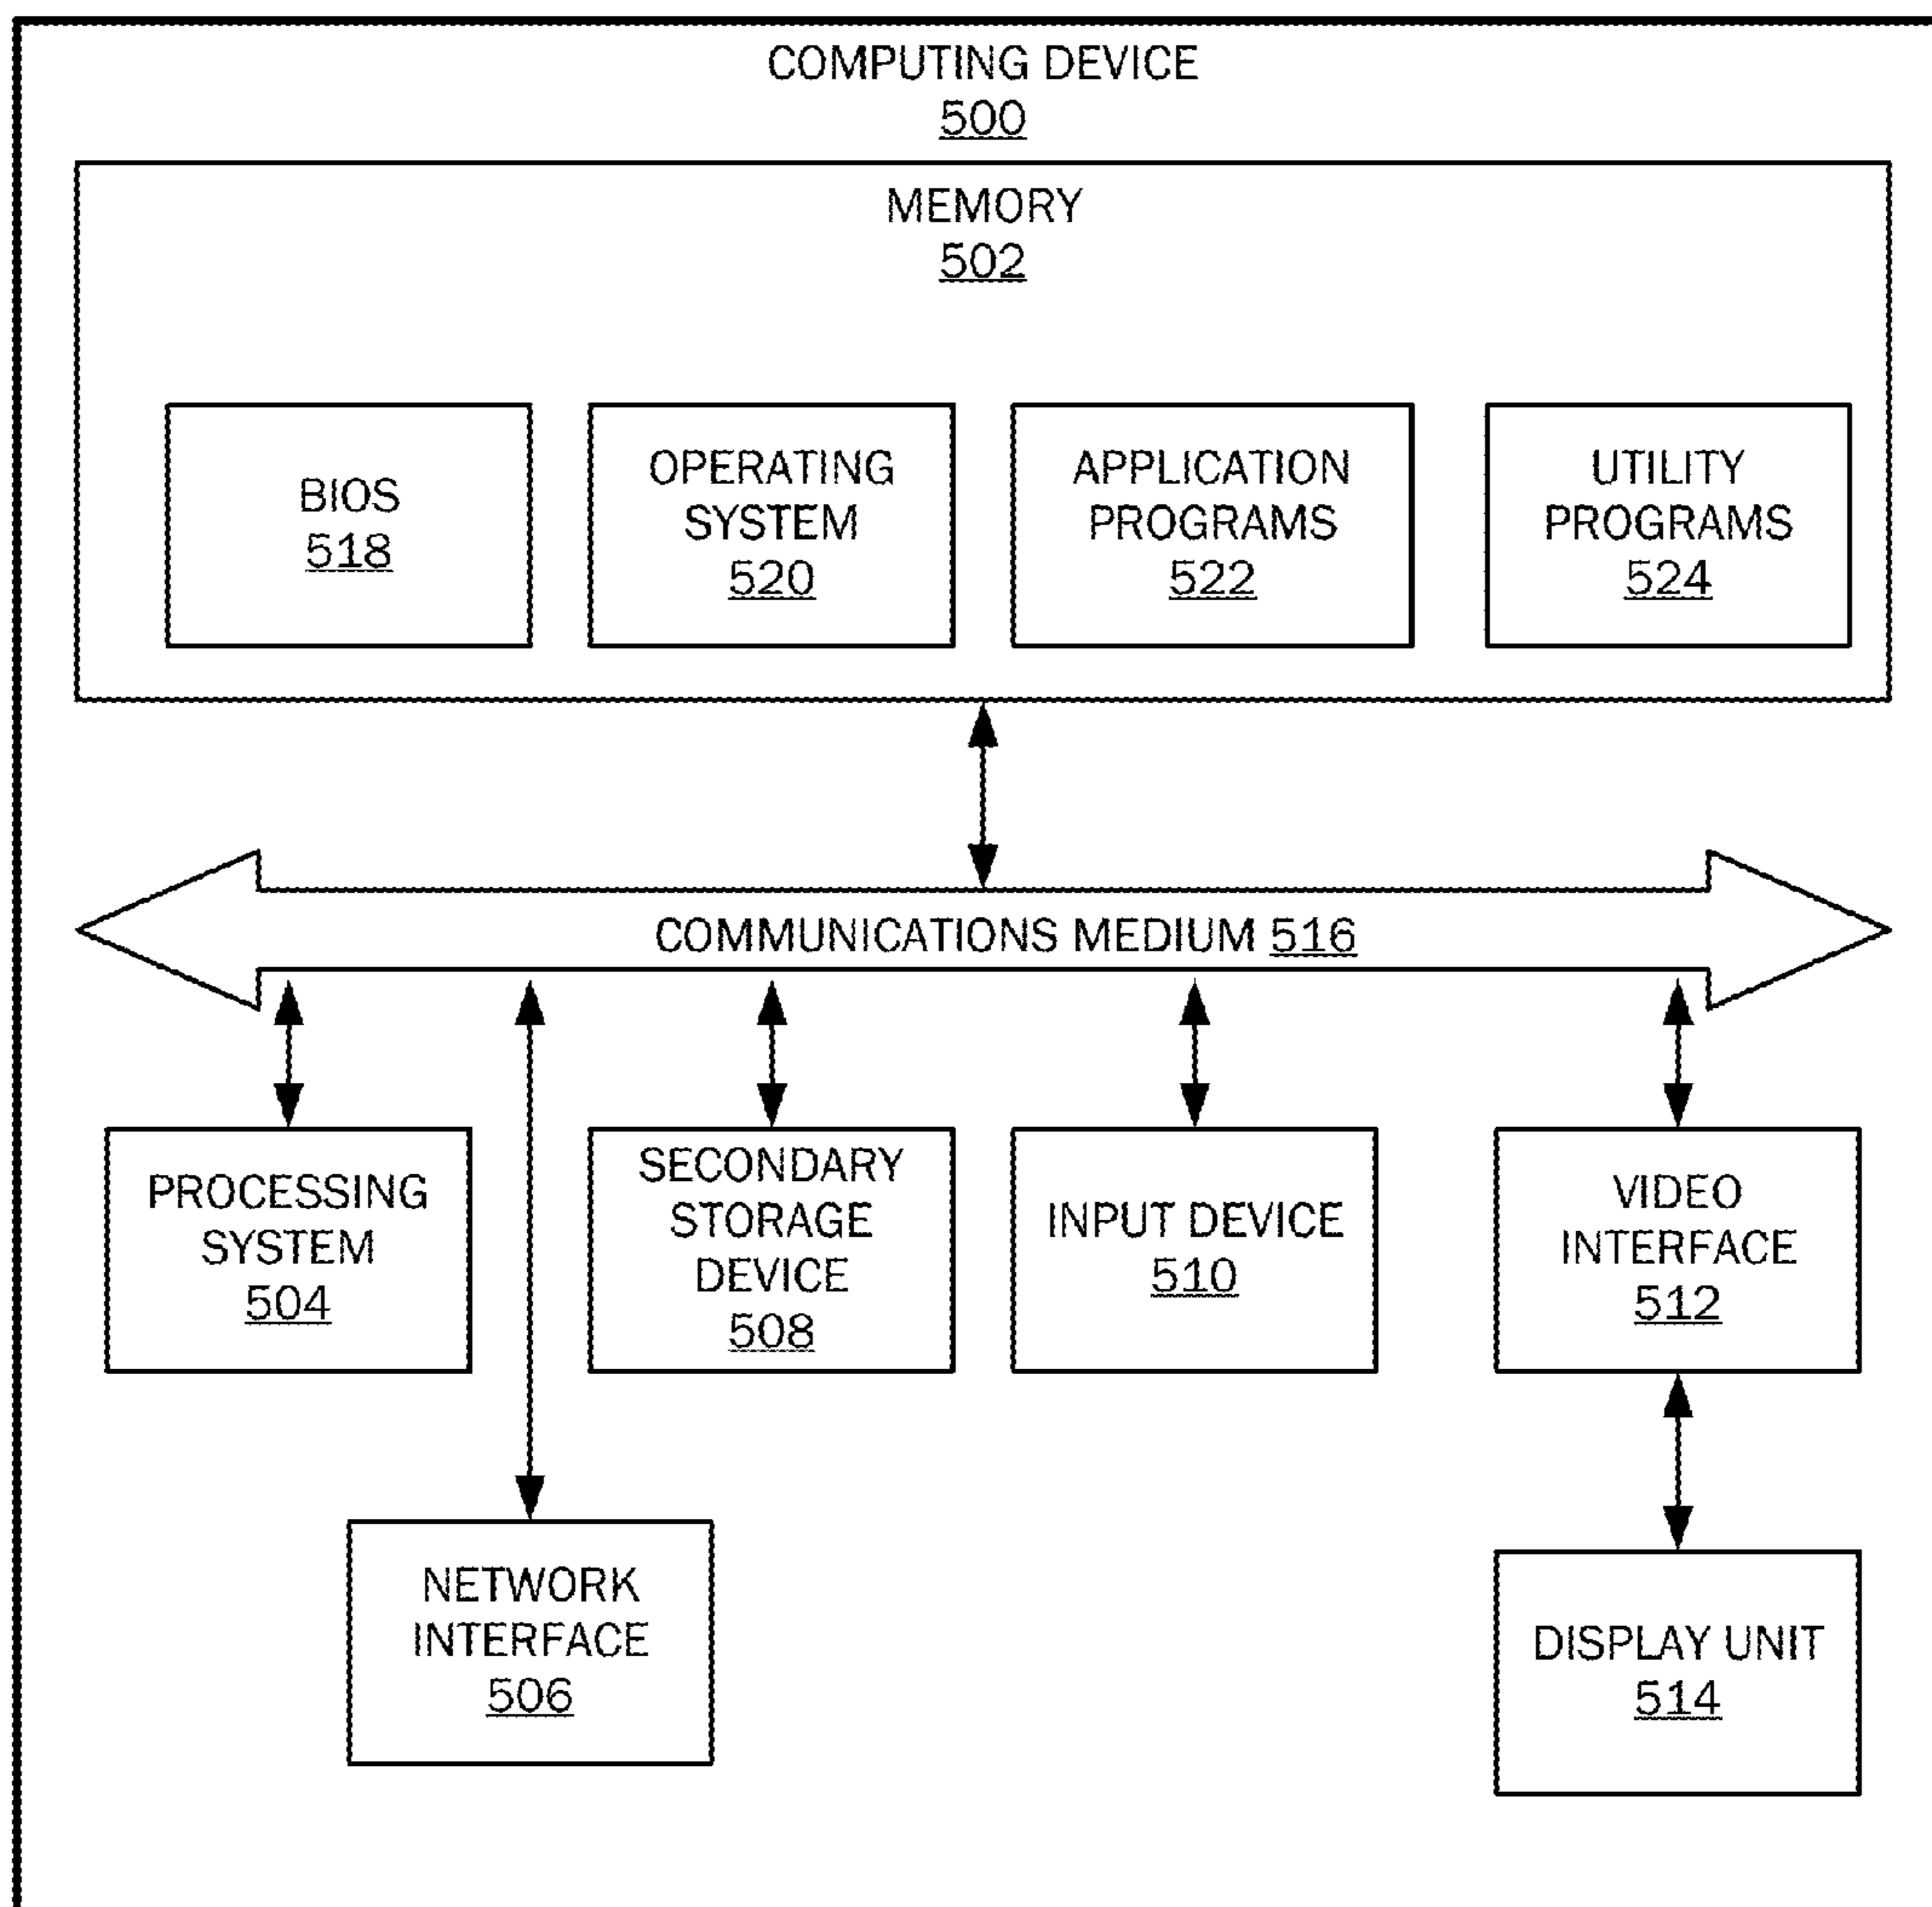 COMPUTING DEVICE
500
MEMORY
502
BIOS
518
OPERATING
SYSTEM
520
APPLICATION
PROGRAMS
522
UTILITY
PROGRAMS
524
COMMUNICATIONS MEDIUM 516
PROCESSING
SYSTEM
504
SECONDARY
STORAGE
DEVICE
508
INPUT DEVICE
510
VIDEO
INTERFACE
512
NETWORK
INTERFACE
506
DISPLAY UNIT
514